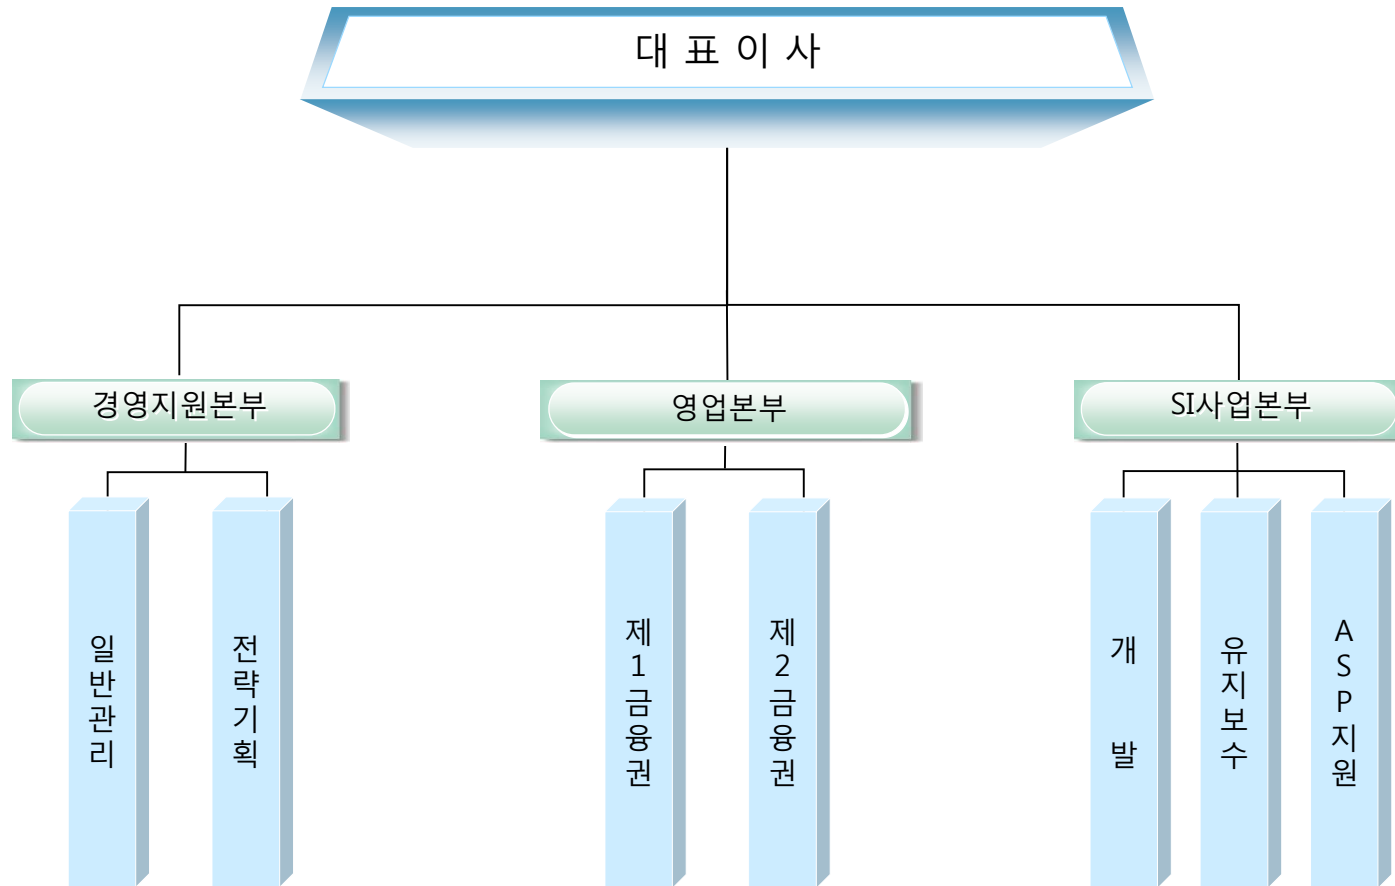 대 표 이 사
경영지원본부
영업본부
SI사업본부
일반관리
전략기획
제1금융권
제2금융권
개 발
유지보수
ASP지원